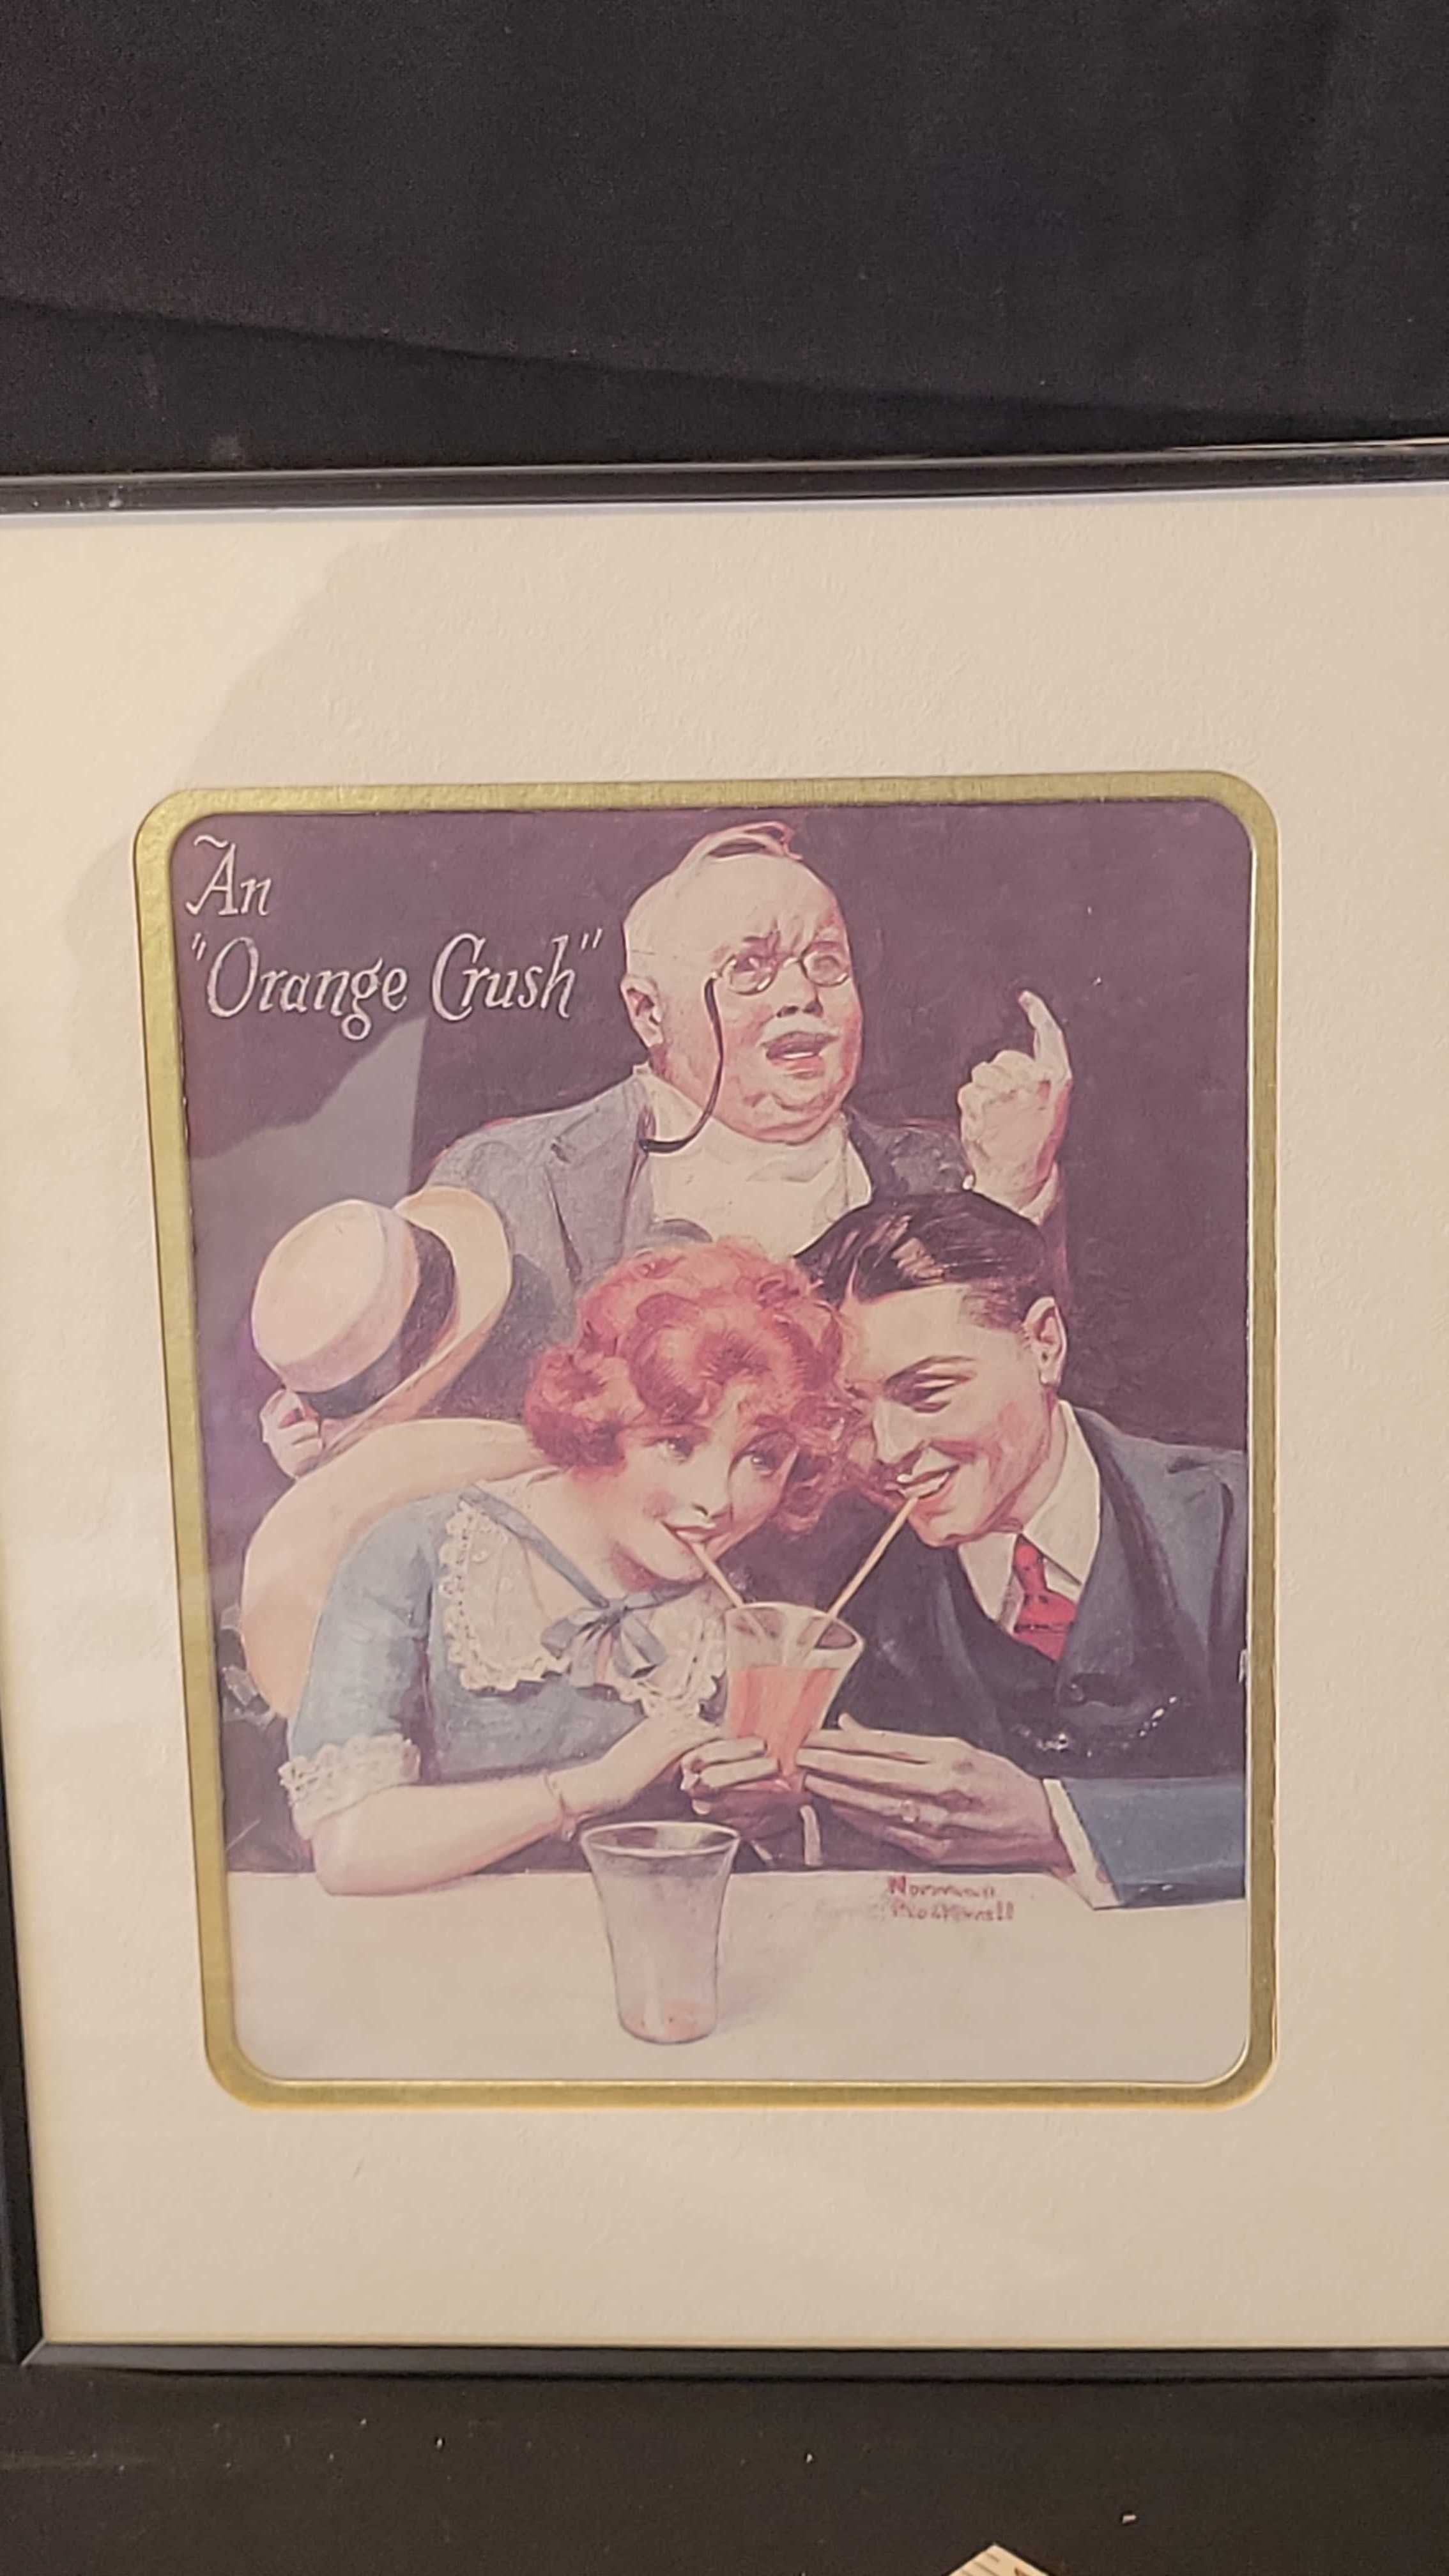 An
"Orange Crush"
Norman
Rockwell